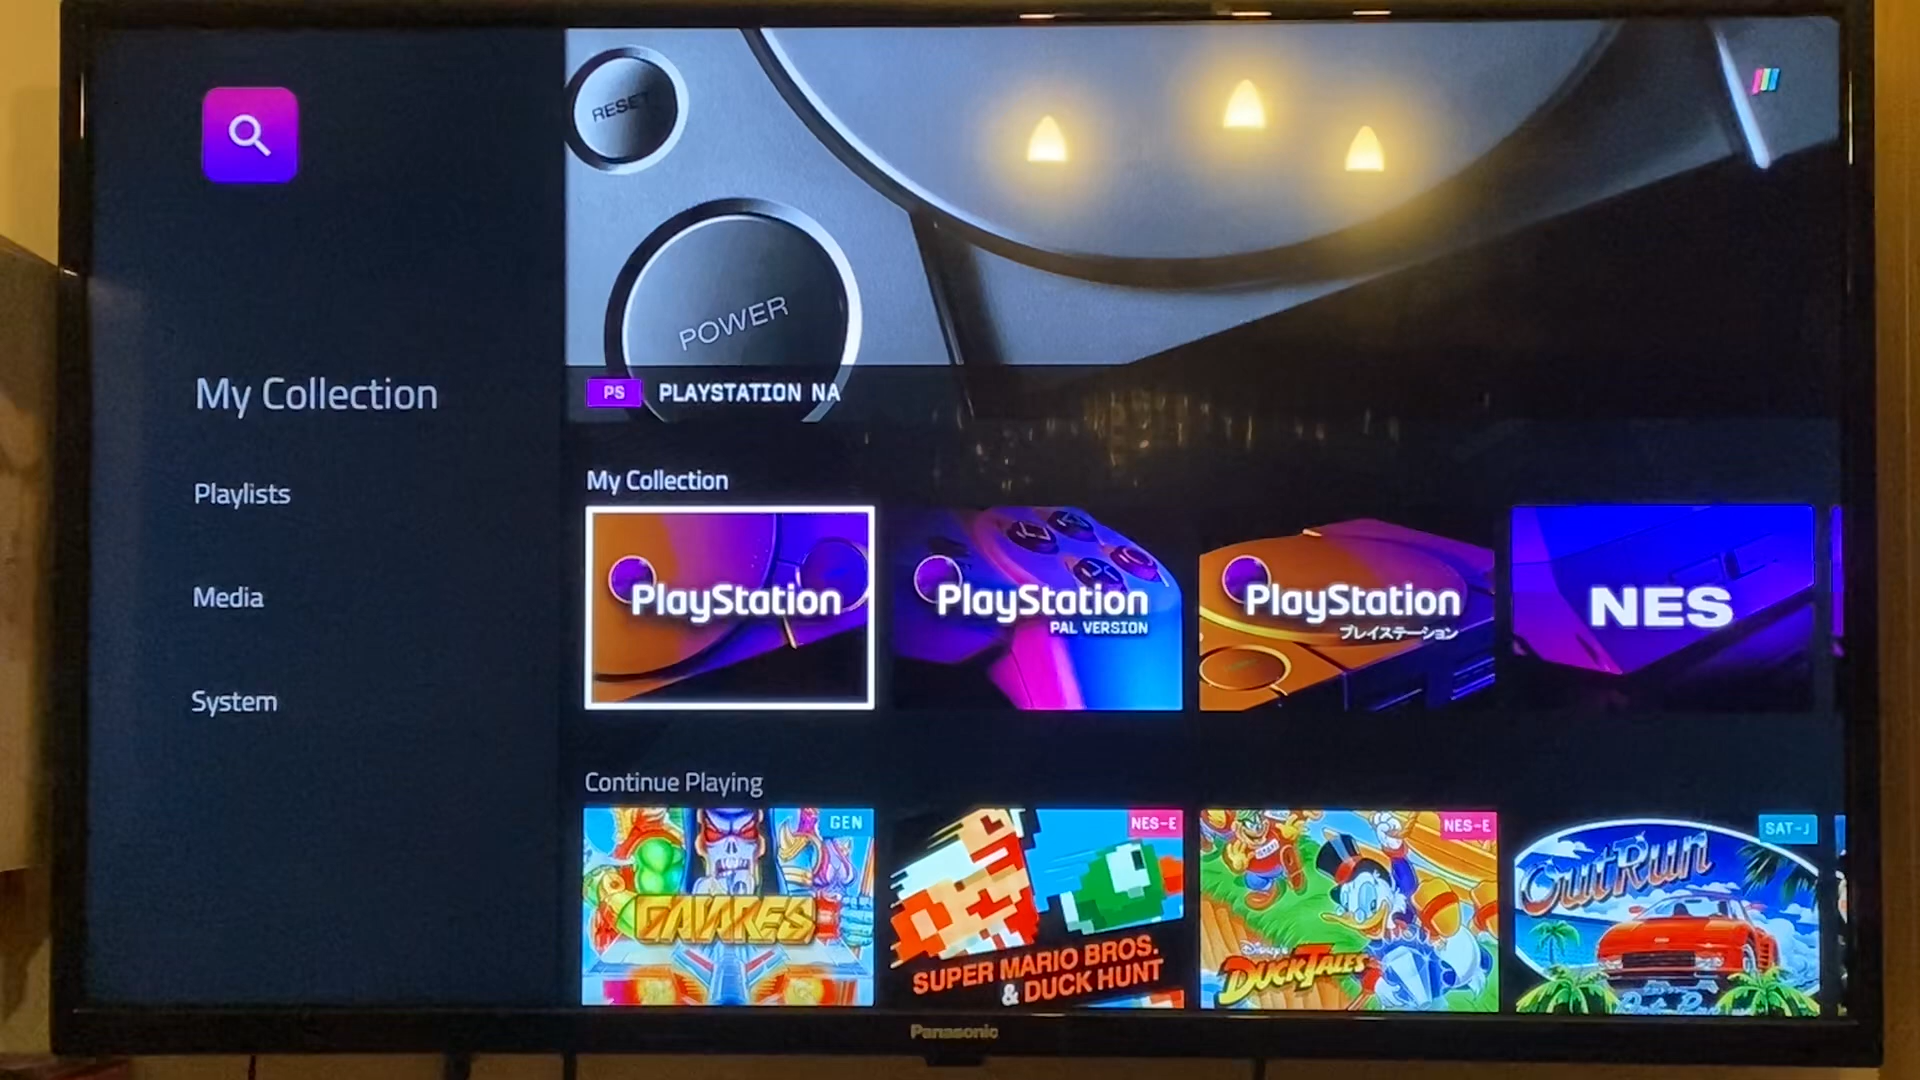 RESET
POWER
PS PLAYSTATION NA
My Collection
Playlists
Media
System
My Collection
PlayStation
PlayStation
PAL VERSION
PlayStation
プレイステーション
NES
Continue Playing
GEN
GAIARES
NES-E
SUPER MARIO BROS.
& DUCK HUNT
NES-E
Disney's
DUCKTALES
SAT-J
OutRun
Panasonic